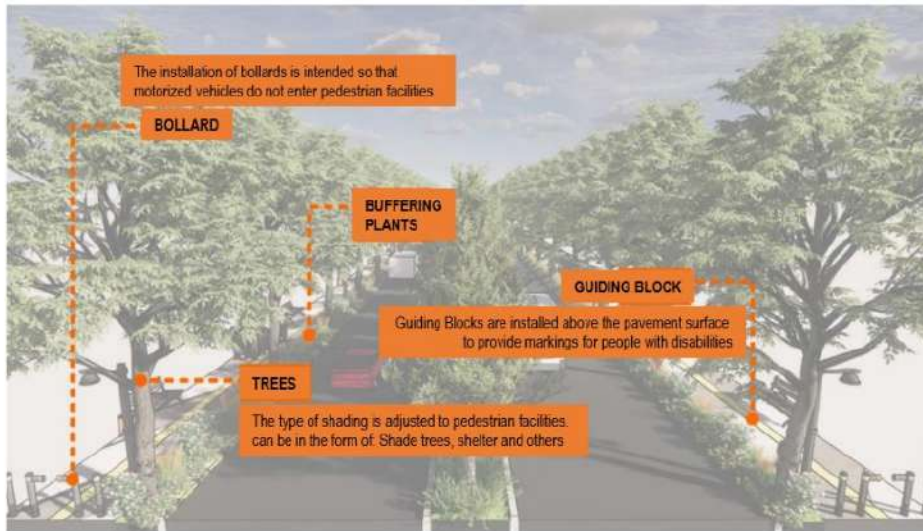 The installation of bollards is intended so that
motorized vehicles do not enter pedestrian facilities
BOLLARD
BUFFERING
PLANTS
GUIDING BLOCK
Guiding Blocks are installed above the pavement surface
to provide markings for people with disabilities
TREES
The type of shading is adjusted to pedestrian facilities.
can be in the form of: Shade trees, shelter and others